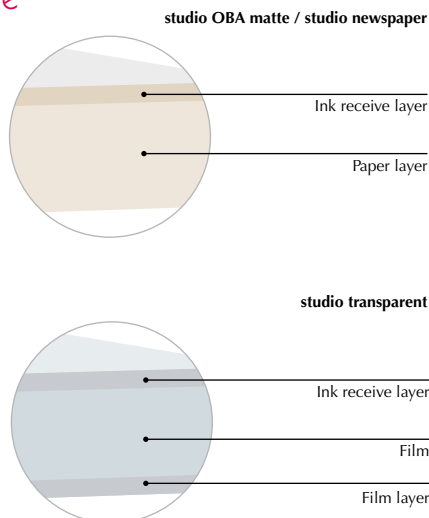 e
studio OBA matte / studio newspaper
Ink receive layer
Paper layer
studio transparent
Ink receive layer
Film
Film layer